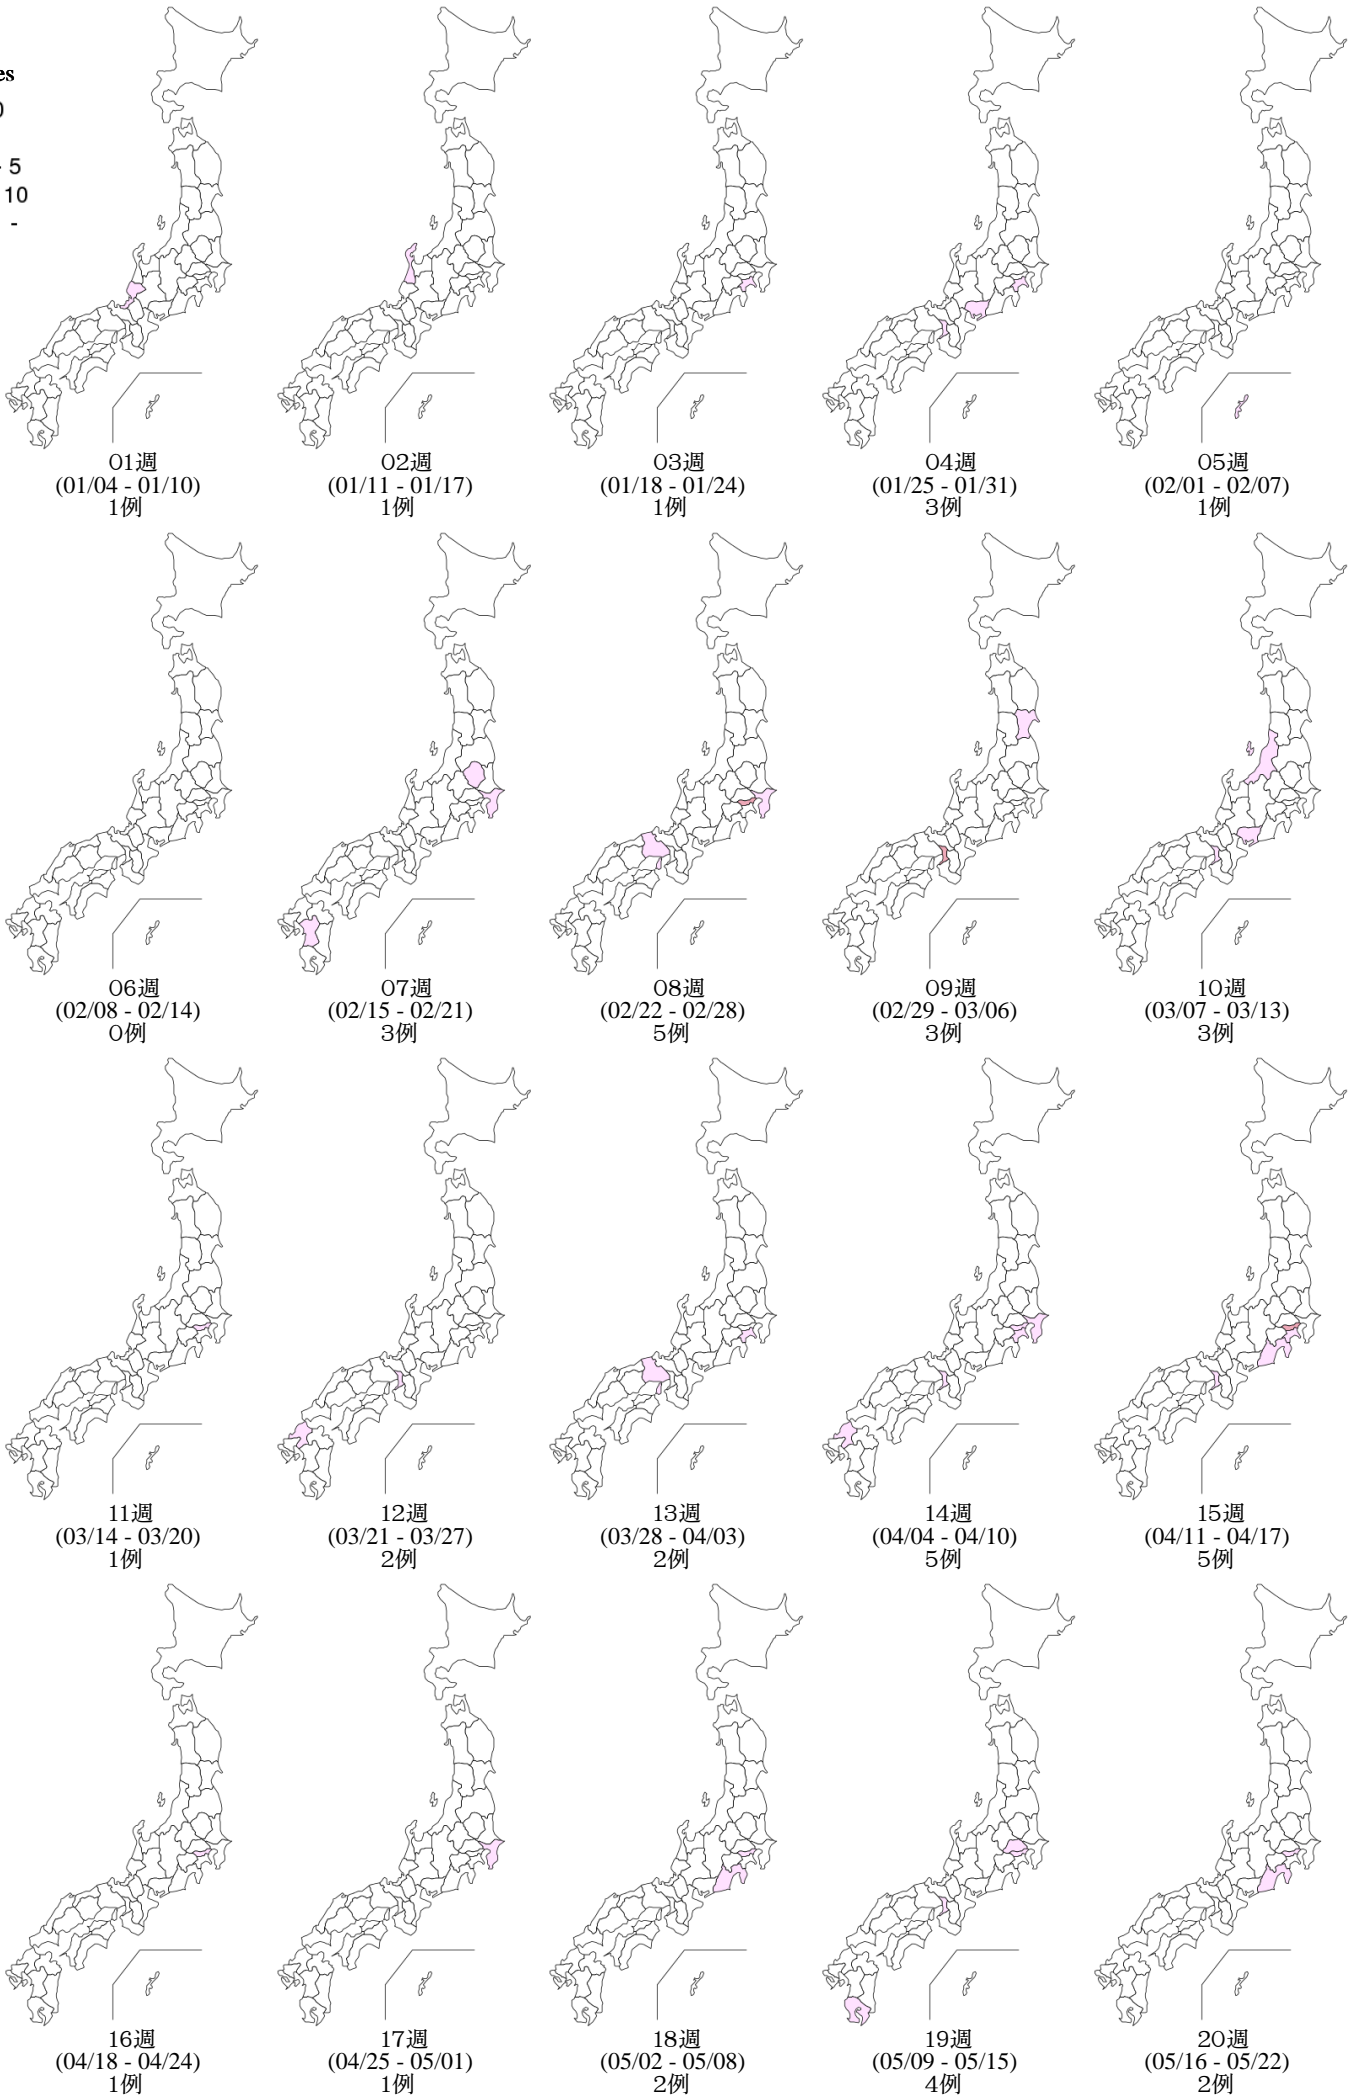 es
0
- 5
10
-
01週
(01/04 - 01/10)
1例
02週
(01/11 - 01/17)
1例
03週
(01/18 - 01/24)
1例
04週
(01/25 - 01/31)
3例
05週
(02/01 - 02/07)
1例
06週
(02/08 - 02/14)
0例
07週
(02/15 - 02/21)
3例
08週
(02/22 - 02/28)
5例
09週
(02/29 - 03/06)
3例
10週
(03/07 - 03/13)
3例
11週
(03/14 - 03/20)
1例
12週
(03/21 - 03/27)
2例
13週
(03/28 - 04/03)
2例
14週
(04/04 - 04/10)
5例
15週
(04/11 - 04/17)
5例
16週
(04/18 - 04/24)
1例
17週
(04/25 - 05/01)
1例
18週
(05/02 - 05/08)
2例
19週
(05/09 - 05/15)
4例
20週
(05/16 - 05/22)
2例